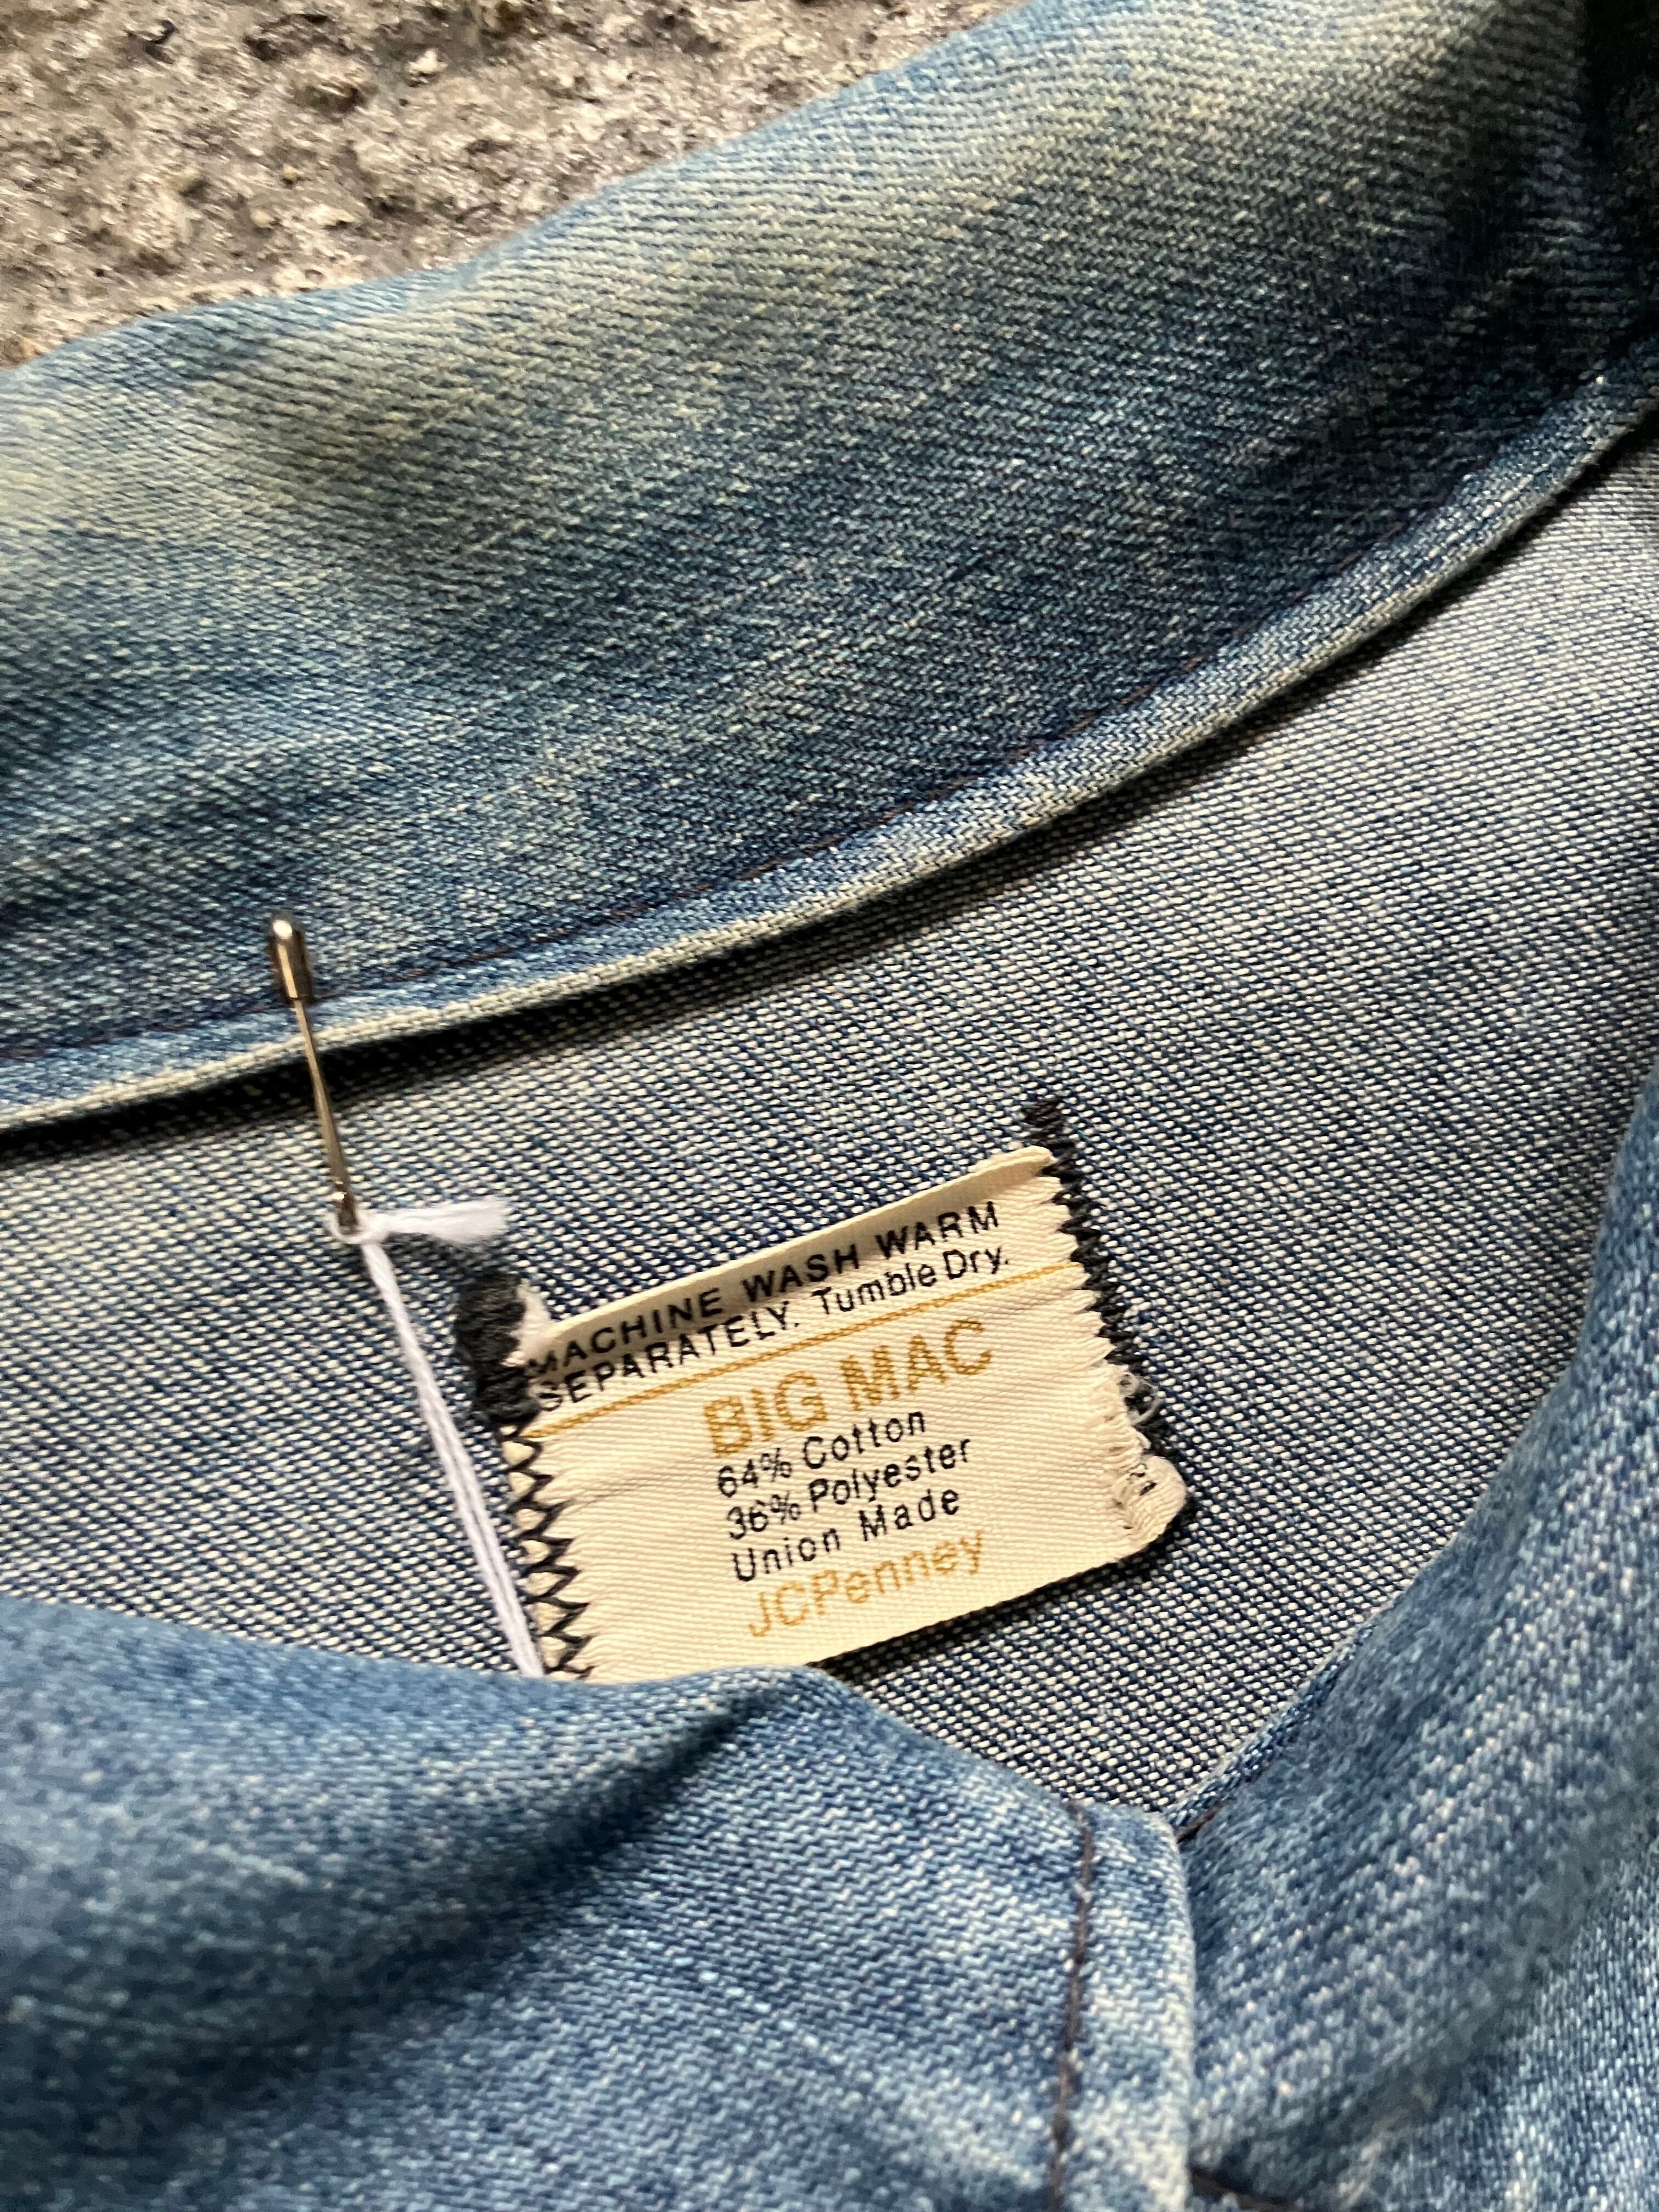 MACHINE WASH WARM
SEPARATELY. Tumble Dry.
BIG MAC
64% Cotton
36% Polyester
Union Made
JCPenney